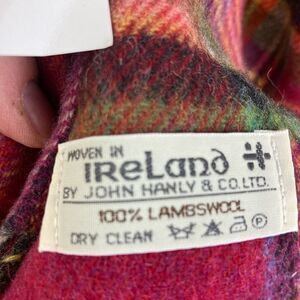 WOVEN IN
IReLand
BY JOHN HANLY & CO.LTD.
100% LAMBSWOOL
DRY CLEAN P